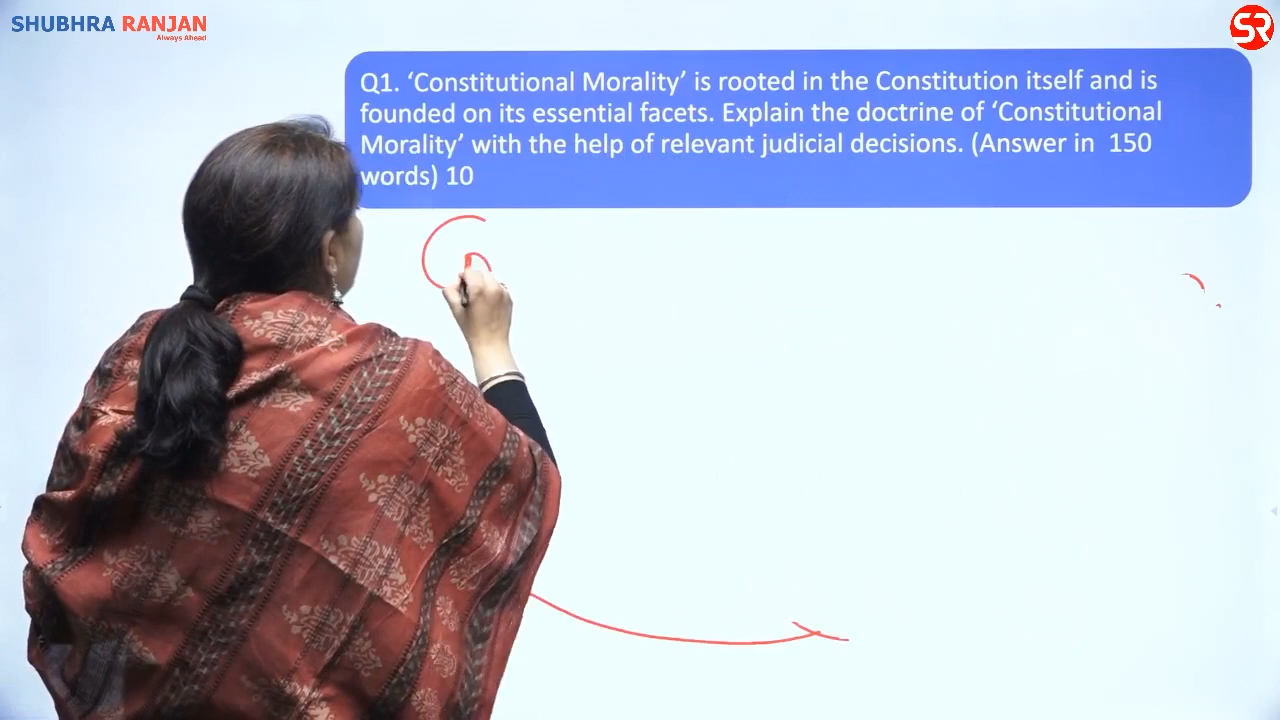 SHUBHRA RANJAN
Always Ahead
SR
Q1. ‘Constitutional Morality’ is rooted in the Constitution itself and is
founded on its essential facets. Explain the doctrine of ‘Constitutional
Morality’ with the help of relevant judicial decisions. (Answer in 150
words) 10